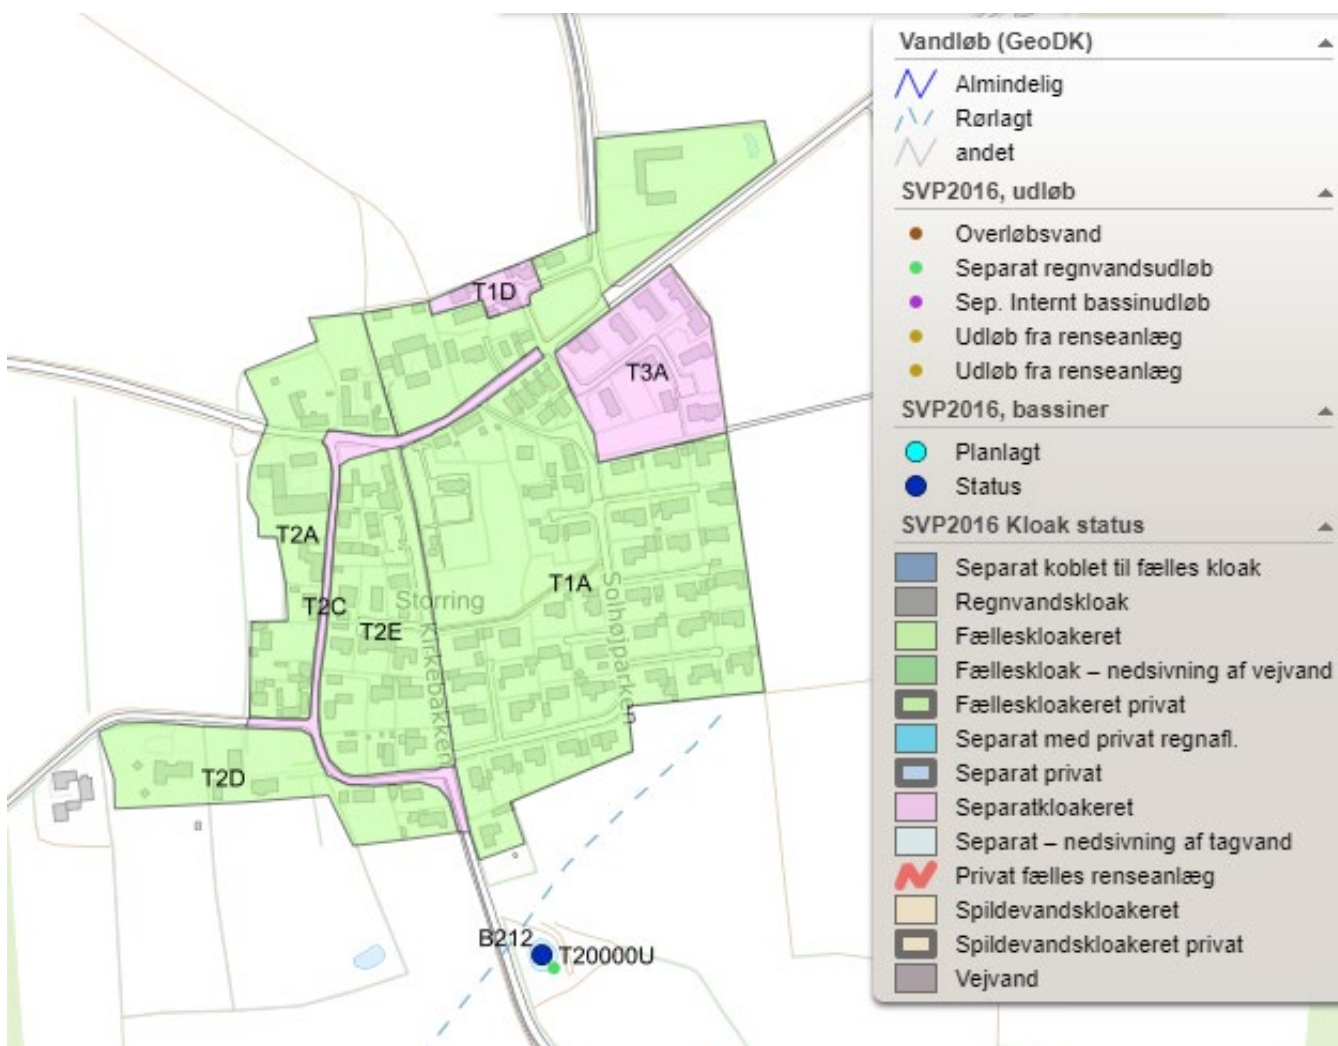 T1D
T3A
T2A
T1A
T2C
Storring
T2E
Kirkebakken
Solhøjparken
T2D
B212
T20000U
Vandløb (GeoDK)
Almindelig
Rørlagt
andet
SVP2016, udløb
Overløbsvand
Separat regnvandsudløb
Sep. Internt bassinudløb
Udløb fra renseanlæg
Udløb fra renseanlæg
SVP2016, bassiner
Planlagt
Status
SVP2016 Kloak status
Separat koblet til fælles kloak
Regnvandskloak
Fælleskloakeret
Fælleskloak – nedsivning af vejvand
Fælleskloakeret privat
Separat med privat regnafl.
Separat privat
Separatkloakeret
Separat – nedsivning af tagvand
Privat fælles renseanlæg
Spildevandskloakeret
Spildevandskloakeret privat
Vejvand